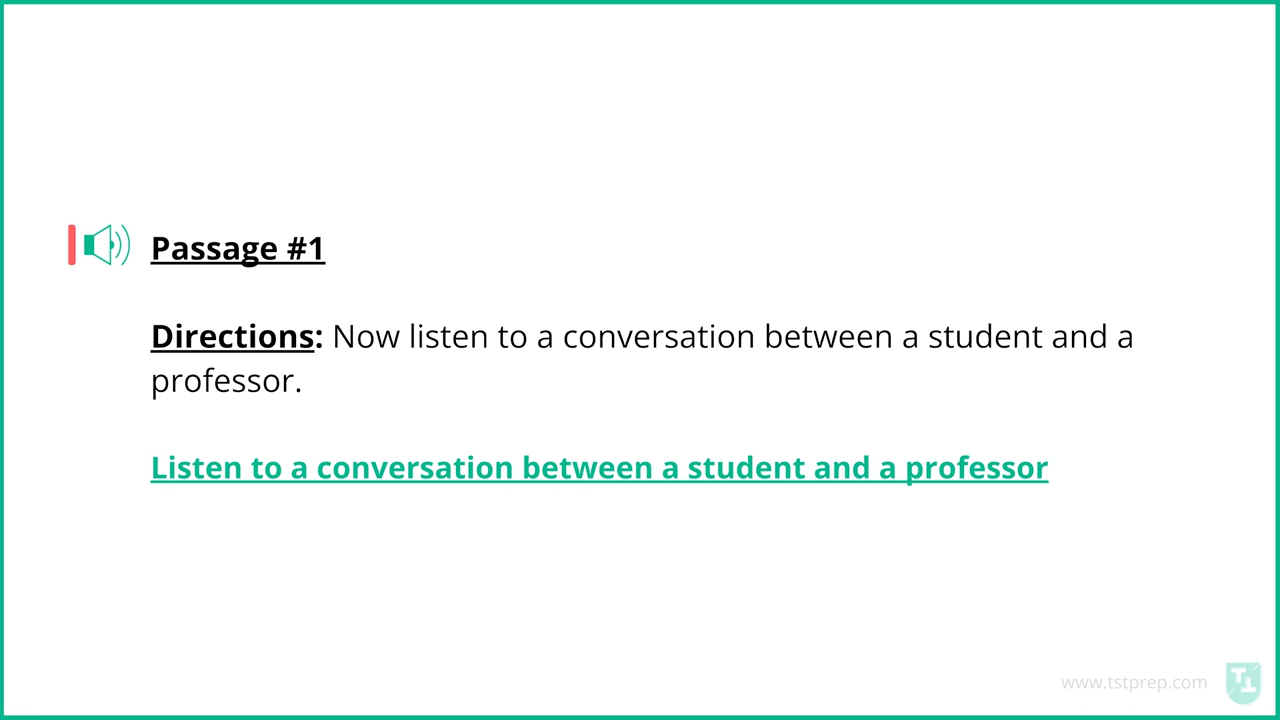 Passage #1
Directions: Now listen to a conversation between a student and a
professor.
Listen to a conversation between a student and a professor
www.tstprep.com